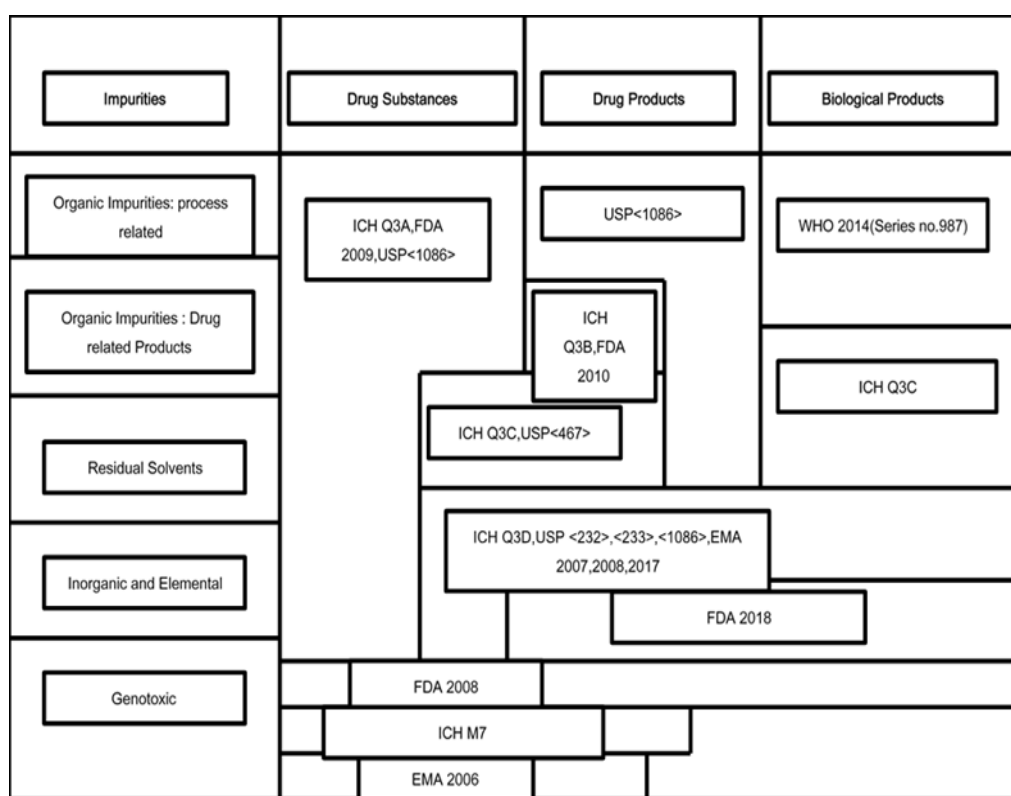 Impurities
Drug Substances
Drug Products
Biological Products
Organic Impurities: process
related
ICH Q3A,FDA
2009,USP<1086>
USP<1086>
WHO 2014(Series no.987)
Organic Impurities : Drug
related Products
ICH
Q3B,FDA
2010
ICH Q3C
ICH Q3C,USP<467>
Residual Solvents
ICH Q3D,USP <232>,<233>,<1086>,EMA
2007,2008,2017
Inorganic and Elemental
FDA 2018
Genotoxic
FDA 2008
ICH M7
EMA 2006